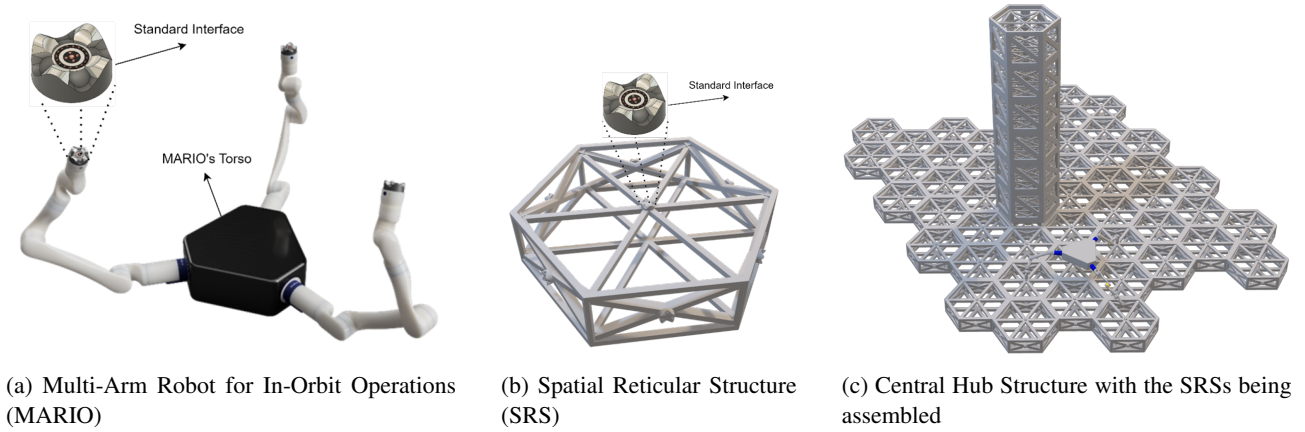 Standard Interface
MARIO's Torso
Standard Interface
(a) Multi-Arm Robot for In-Orbit Operations
(MARIO)
(b) Spatial Reticular Structure
(SRS)
(c) Central Hub Structure with the SRSs being
assembled